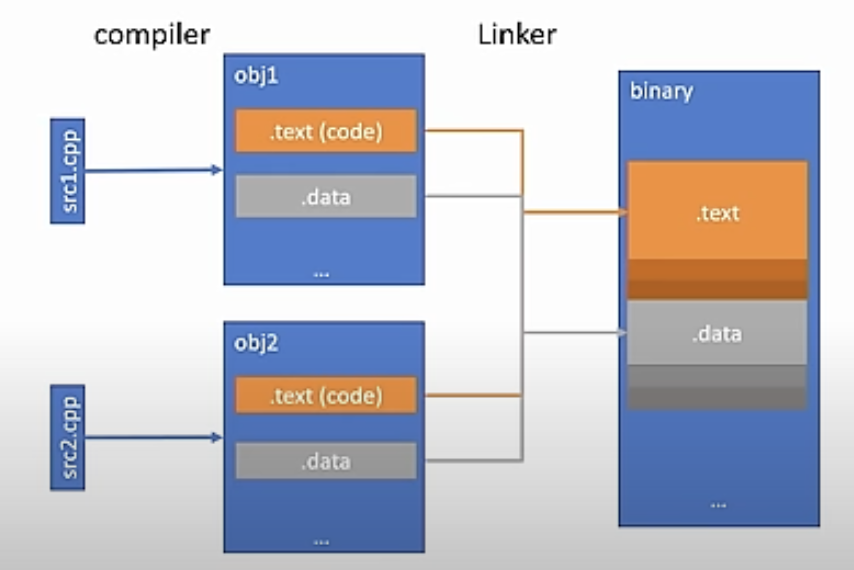 compiler
Linker
src1.cpp
obj1
.text (code)
.data
...
src2.cpp
obj2
.text (code)
.data
...
binary
.text
.data
...